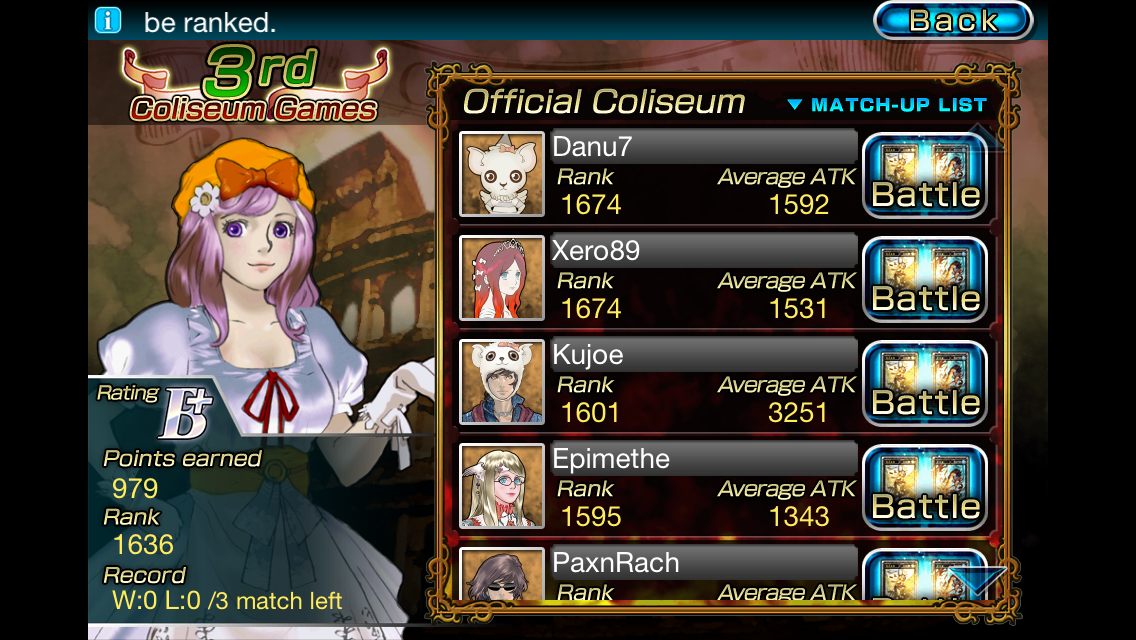 be ranked.
Back
3rd
Coliseum Games
Official Coliseum
▼ MATCH-UP LIST
Danu7
Rank
Average ATK
1674
1592
Battle
Xero89
Rank
Average ATK
1674
1531
Battle
Kujoe
Rank
Average ATK
1601
3251
Battle
Epimethe
Rank
Average ATK
1595
1343
Battle
PaxnRach
Rank
Average ATK
Rating
B+
Points earned
979
Rank
1636
Record
W:0 L:0 /3 match left